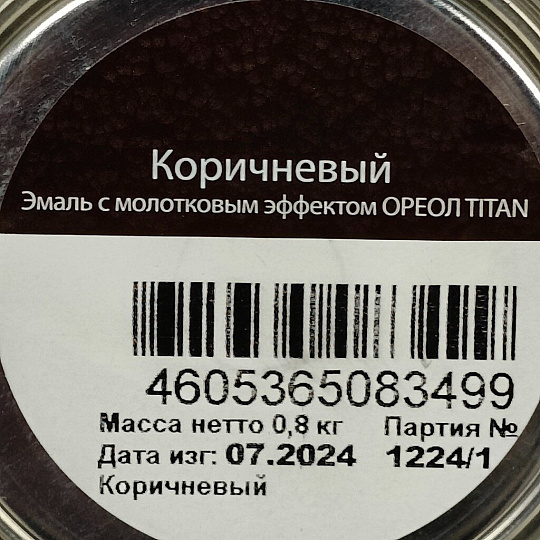 Коричневый
Эмаль с молотковым эффектом ОРЕОЛ TITAN
4605365083499
Масса нетто 0,8 кг Партия №
Дата изг: 07.2024 1224/1
Коричневый